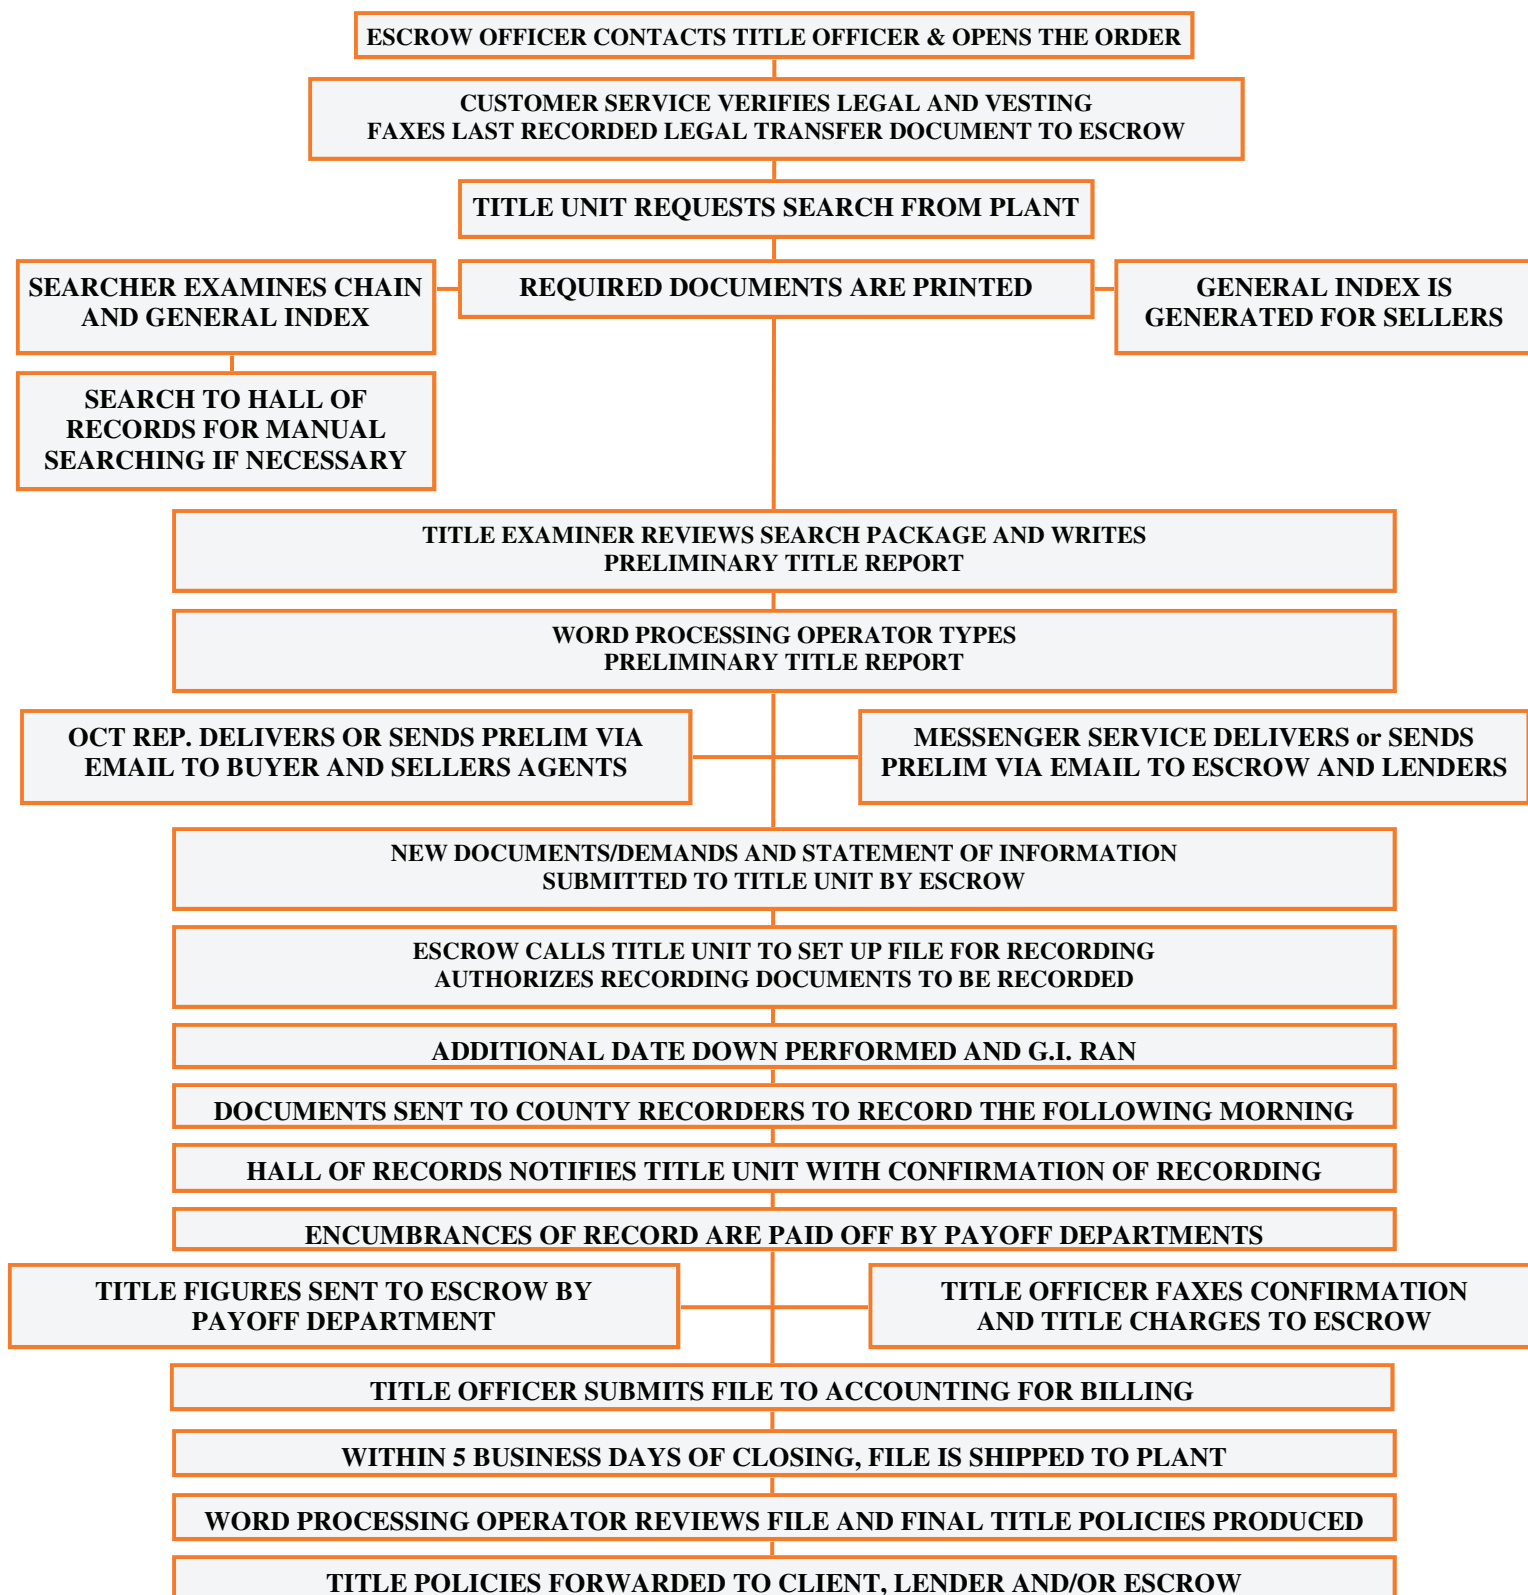 ESCROW OFFICER CONTACTS TITLE OFFICER & OPENS THE ORDER
CUSTOMER SERVICE VERIFIES LEGAL AND VESTING
FAXES LAST RECORDED LEGAL TRANSFER DOCUMENT TO ESCROW
TITLE UNIT REQUESTS SEARCH FROM PLANT
SEARCHER EXAMINES CHAIN
AND GENERAL INDEX
REQUIRED DOCUMENTS ARE PRINTED
GENERAL INDEX IS
GENERATED FOR SELLERS
SEARCH TO HALL OF
RECORDS FOR MANUAL
SEARCHING IF NECESSARY
TITLE EXAMINER REVIEWS SEARCH PACKAGE AND WRITES
PRELIMINARY TITLE REPORT
WORD PROCESSING OPERATOR TYPES
PRELIMINARY TITLE REPORT
OCT REP. DELIVERS OR SENDS PRELIM VIA
EMAIL TO BUYER AND SELLERS AGENTS
MESSENGER SERVICE DELIVERS or SENDS
PRELIM VIA EMAIL TO ESCROW AND LENDERS
NEW DOCUMENTS/DEMANDS AND STATEMENT OF INFORMATION
SUBMITTED TO TITLE UNIT BY ESCROW
ESCROW CALLS TITLE UNIT TO SET UP FILE FOR RECORDING
AUTHORIZES RECORDING DOCUMENTS TO BE RECORDED
ADDITIONAL DATE DOWN PERFORMED AND G.I. RAN
DOCUMENTS SENT TO COUNTY RECORDERS TO RECORD THE FOLLOWING MORNING
HALL OF RECORDS NOTIFIES TITLE UNIT WITH CONFIRMATION OF RECORDING
ENCUMBRANCES OF RECORD ARE PAID OFF BY PAYOFF DEPARTMENTS
TITLE FIGURES SENT TO ESCROW BY
PAYOFF DEPARTMENT
TITLE OFFICER FAXES CONFIRMATION
AND TITLE CHARGES TO ESCROW
TITLE OFFICER SUBMITS FILE TO ACCOUNTING FOR BILLING
WITHIN 5 BUSINESS DAYS OF CLOSING, FILE IS SHIPPED TO PLANT
WORD PROCESSING OPERATOR REVIEWS FILE AND FINAL TITLE POLICIES PRODUCED
TITLE POLICIES FORWARDED TO CLIENT, LENDER AND/OR ESCROW